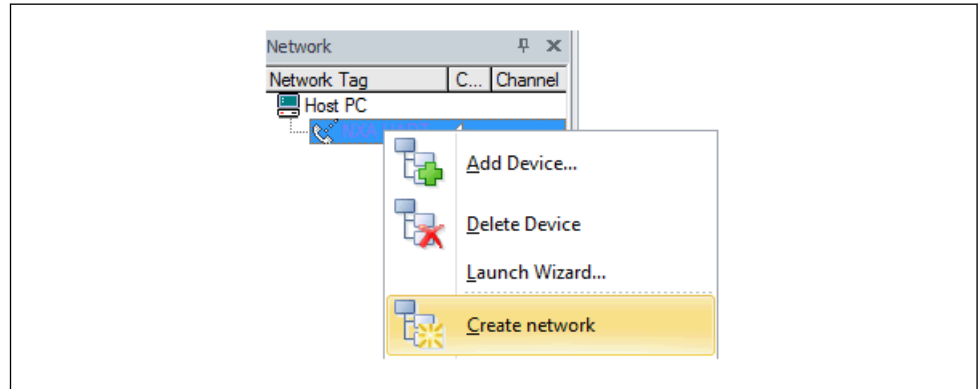 Network
Network Tag C... Channel
Host PC
Add Device...
Delete Device
Launch Wizard...
Create network